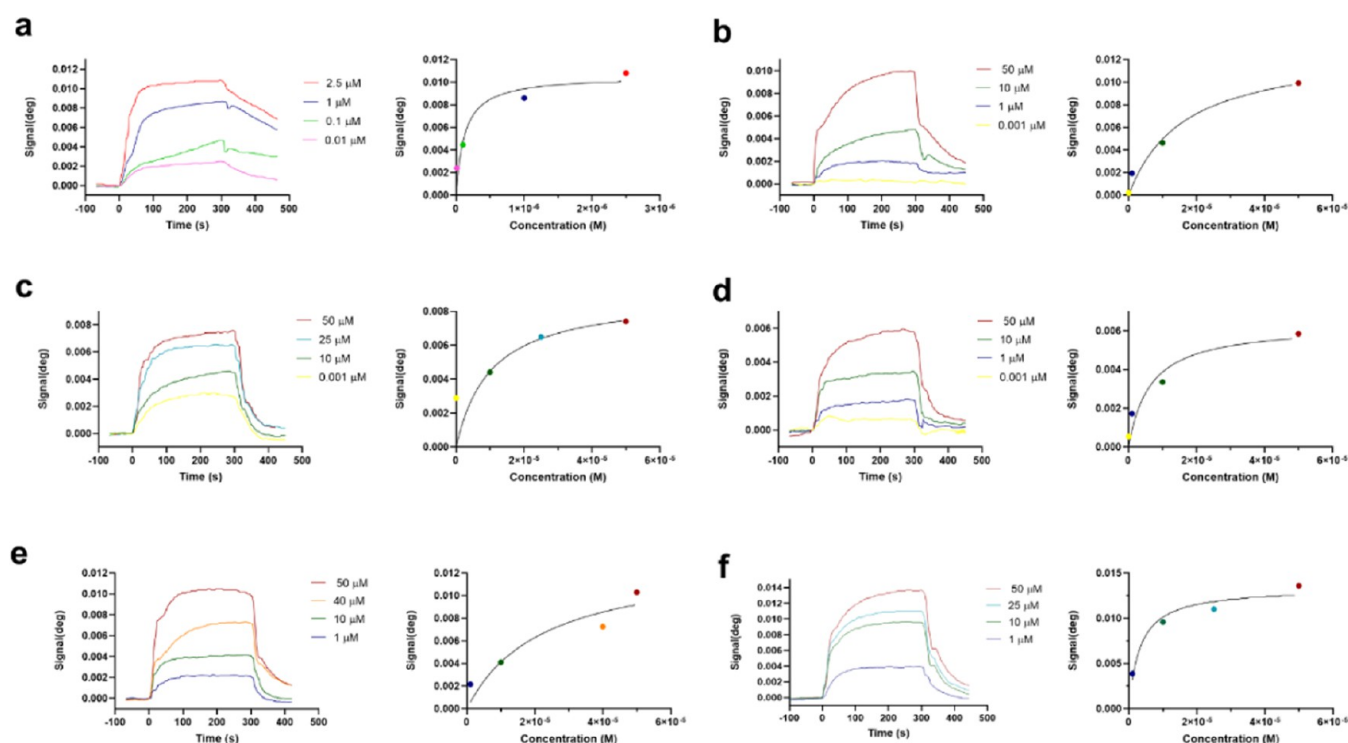 a
b
Signal(deg)
0.012
0.010
0.008
0.006
0.004
0.002
0.000
-100 0 100 200 300 400 500
Time (s)
2.5 μM
1 μM
0.1 μM
0.01 μM
Signal(deg)
0.012
0.010
0.008
0.006
0.004
0.002
0.000
0 1×10⁻⁶ 2×10⁻⁶ 3×10⁻⁶
Concentration (M)
Signal(deg)
0.010
0.008
0.006
0.004
0.002
0.000
-100 0 100 200 300 400 500
Time (s)
50 μM
10 μM
1 μM
0.001 μM
Signal(deg)
0.012
0.010
0.008
0.006
0.004
0.002
0.000
0 2×10⁻⁵ 4×10⁻⁵ 6×10⁻⁵
Concentration (M)
c
d
Signal(deg)
0.008
0.006
0.004
0.002
0.000
-100 0 100 200 300 400 500
Time (s)
50 μM
25 μM
10 μM
0.001 μM
Signal(deg)
0.008
0.006
0.004
0.002
0.000
0 2×10⁻⁵ 4×10⁻⁵ 6×10⁻⁵
Concentration (M)
Signal(deg)
0.006
0.004
0.002
0.000
-100 0 100 200 300 400 500
Time (s)
50 μM
10 μM
1 μM
0.001 μM
Signal(deg)
0.008
0.006
0.004
0.002
0.000
0 2×10⁻⁵ 4×10⁻⁵ 6×10⁻⁵
Concentration (M)
e
f
Signal(deg)
0.012
0.010
0.008
0.006
0.004
0.002
0.000
-100 0 100 200 300 400 500
Time (s)
50 μM
40 μM
10 μM
1 μM
Signal(deg)
0.012
0.010
0.008
0.006
0.004
0.002
0.000
0 2×10⁻⁵ 4×10⁻⁵ 6×10⁻⁵
Concentration (M)
Signal(deg)
0.014
0.012
0.010
0.008
0.006
0.004
0.002
0.000
-100 0 100 200 300 400 500
Time (s)
50 μM
25 μM
10 μM
1 μM
Signal(deg)
0.015
0.010
0.005
0.000
0 2×10⁻⁵ 4×10⁻⁵ 6×10⁻⁵
Concentration (M)